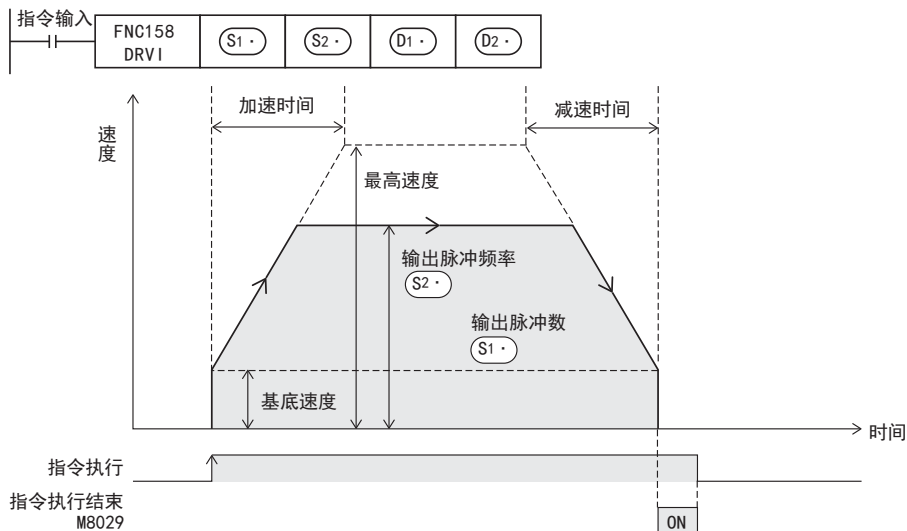 指令输入
FNC158
DRVI
S1・
S2・
D1・
D2・
加速时间
减速时间
速度
最高速度
输出脉冲频率
S2・
输出脉冲数
S1・
基底速度
时间
指令执行
指令执行结束
M8029
ON